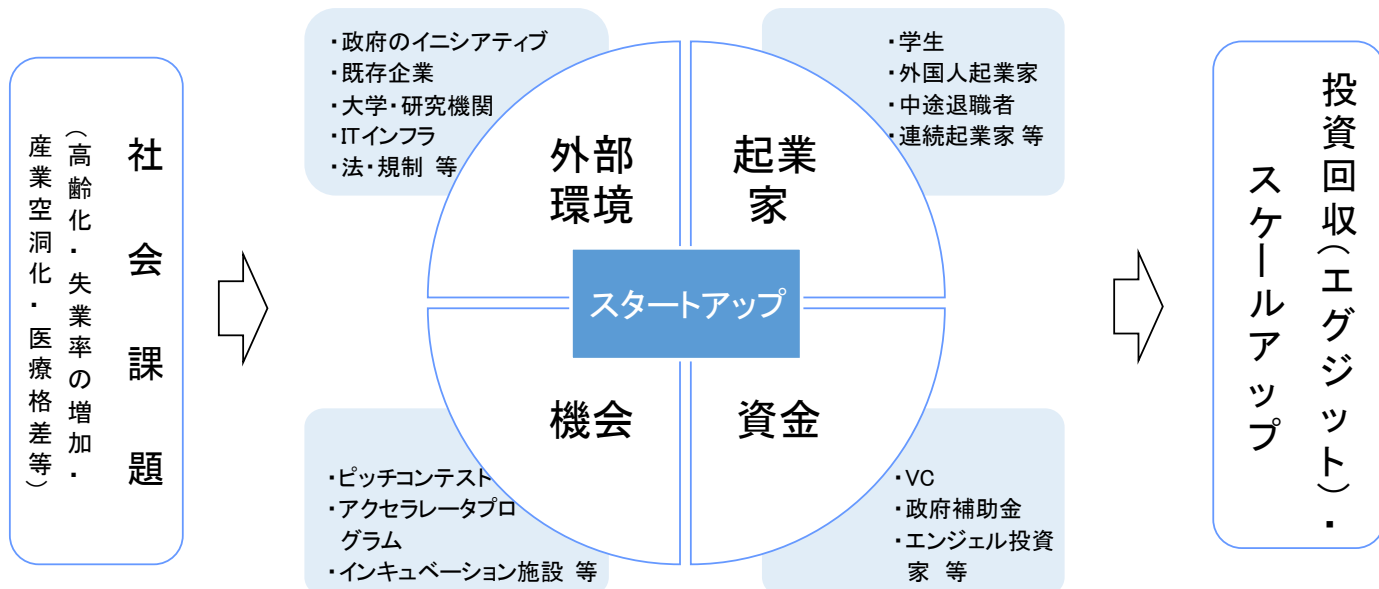 社会課題
(高齢化・失業率の増加・
産業空洞化・医療格差等)
・政府のイニシアティブ
・既存企業
・大学・研究機関
・ITインフラ
・法・規制 等
外部
環境
・学生
・外国人起業家
・中途退職者
・連続起業家 等
起業
家
スタートアップ
機会
・ピッチコンテスト
・アクセラレータプロ
グラム
・インキュベーション施設 等
資金
・VC
・政府補助金
・エンジェル投資
家 等
投資回収(エグジット)・
スケールアップ